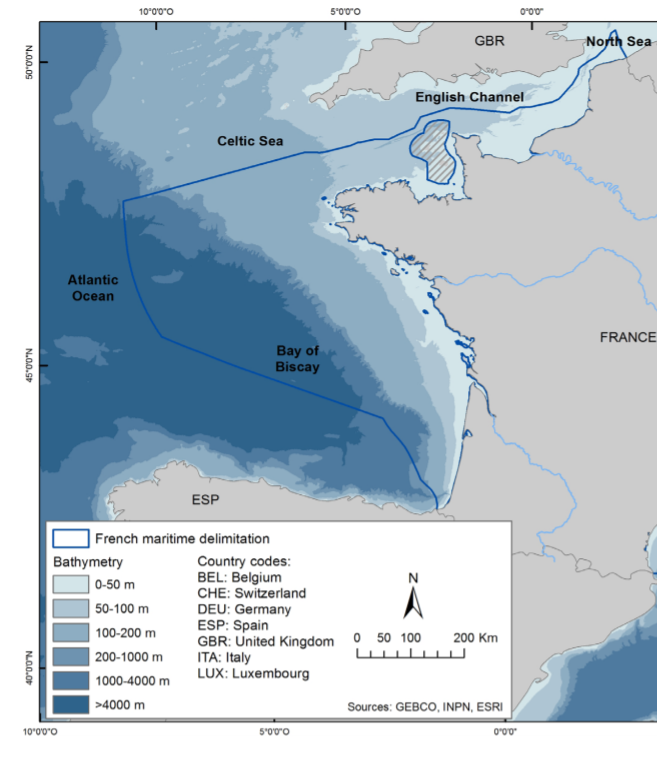 10°0'0"W 5°0'0"W 0°0'0"
50°0'0"N
GBR
North Sea
English Channel
Celtic Sea
Atlantic
Ocean
Bay of
Biscay
FRANCE
45°0'0"N
ESP
French maritime delimitation
Bathymetry
0-50 m
50-100 m
100-200 m
200-1000 m
1000-4000 m
>4000 m
Country codes:
BEL: Belgium
CHE: Switzerland
DEU: Germany
ESP: Spain
GBR: United Kingdom
ITA: Italy
LUX: Luxembourg
N
0 50 100 200 Km
Sources: GEBCO, INPN, ESRI
40°0'0"N
10°0'0"W 5°0'0"W 0°0'0"